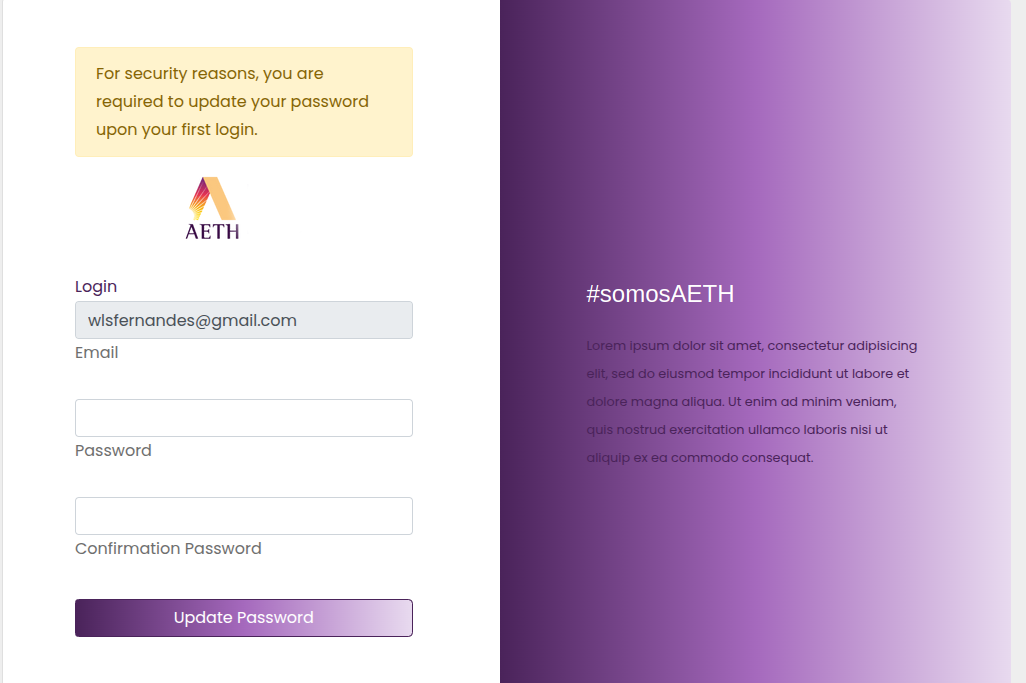 For security reasons, you are
required to update your password
upon your first login.
AETH
Login
wlsfernandes@gmail.com
Email
Password
Confirmation Password
Update Password
#somosAETH
Lorem ipsum dolor sit amet, consectetur adipisicing
elit, sed do eiusmod tempor incididunt ut labore et
dolore magna aliqua. Ut enim ad minim veniam,
quis nostrud exercitation ullamco laboris nisi ut
aliquip ex ea commodo consequat.